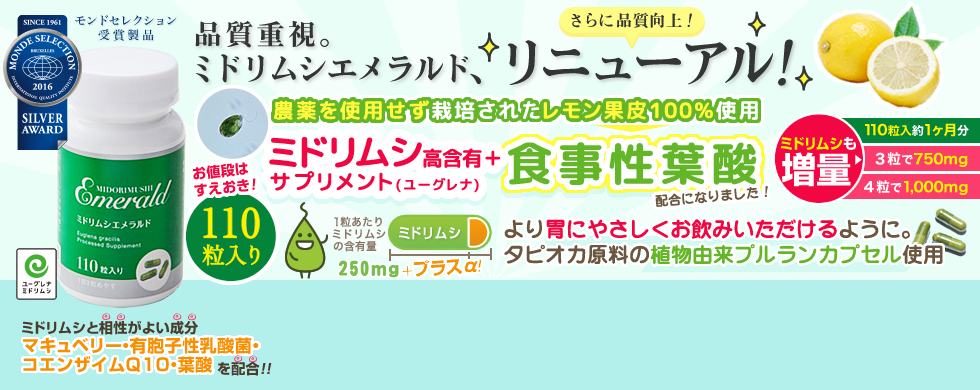 SINCE 1961
MONDE SELECTION
BRUXELLES
2016
INTERNATIONAL QUALITY INSTITUTE
SILVER
AWARD
モンドセレクション
受賞製品
品質重視。
さらに品質向上！
ミドリムシエメラルド、リニューアル！
農薬を使用せず栽培されたレモン果皮100%使用
ミドリムシ高含有＋
サプリメント(ユーグレナ)
食事性葉酸
配合になりました！
ミドリムシも
増量
110粒入約1ヶ月分
3粒で750mg
4粒で1,000mg
お値段は
すえおき！
110
粒入り
1粒あたり
ミドリムシ
の含有量
ミドリムシ
250mg＋プラスα!
より胃にやさしくお飲みいただけるように。
タピオカ原料の植物由来プルランカプセル使用
MIDORIMUSHI
Emerald
ミドリムシエメラルド
Euglena gracilis
Processed Supplement
110粒入り
ユーグレナ
ミドリムシ
ミドリムシと相性がよい成分
マキュベリー・有胞子性乳酸菌・
コエンザイムQ10・葉酸 を配合!!